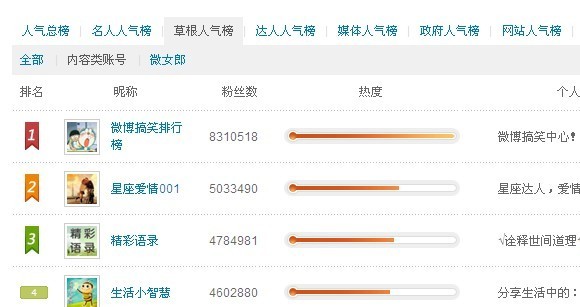 人气总榜 名人人气榜 草根人气榜 达人人气榜 媒体人气榜 政府人气榜 网站人气榜
全部 内容类账号 微女郎
排名 昵称 粉丝数 热度 个人
1 微博搞笑排行榜 8310518 微博搞笑中心!
2 星座爱情001 5033490 星座达人，爱情
3 精彩语录 精彩语录 4784981 √诠释世间道理
4 生活小智慧 4602880 分享生活中的：